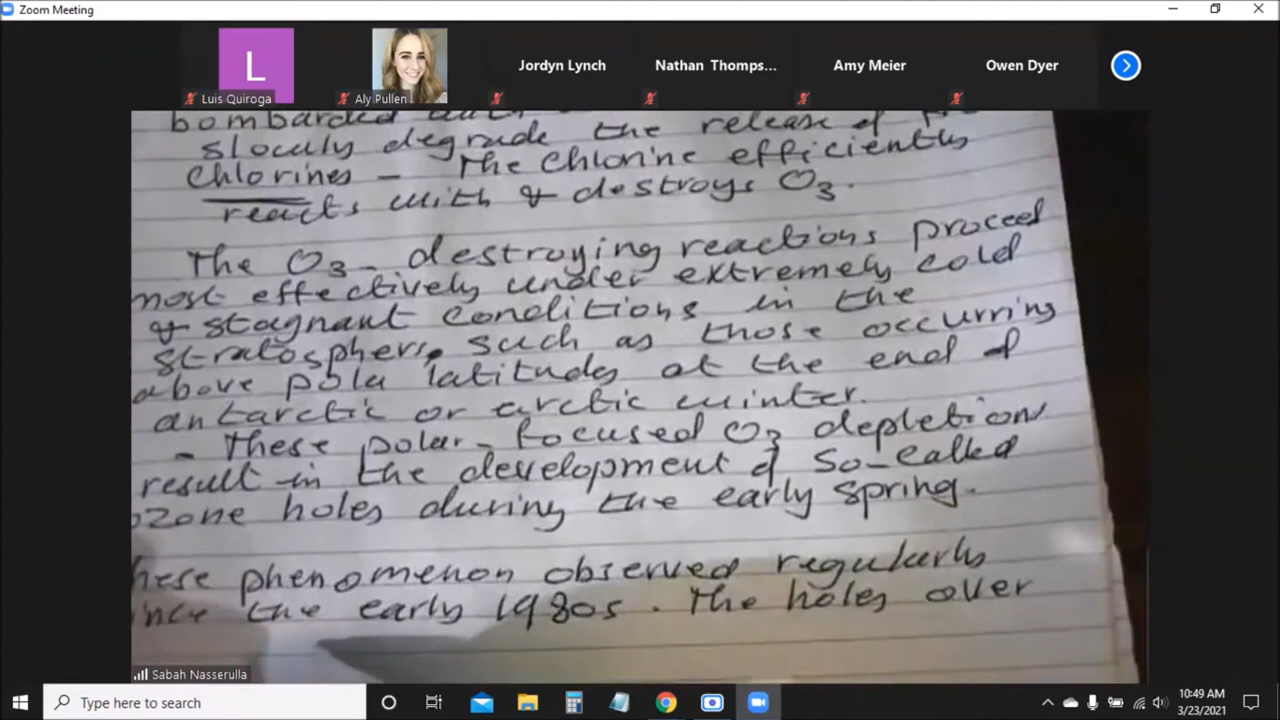 Zoom Meeting
L
Luis Quiroga
Aly Pullen
Jordyn Lynch
Nathan Thomps...
Amy Meier
Owen Dyer
bombarded
slowly degrade the release of
chlorines - The chlorine efficiently
reacts with & destroys O3.
The O3 - destroying reactions proceed
most effectively under extremely cold
& stagnant conditions in the
stratosphere, such as those occurring
above pola latitudes at the end of
antarctic or arctic winter.
- These polar - focused O3 depletions
result in the development of so-called
ozone holes during the early spring.
hese phenomenon observed regularly
ince the early 1980s. The holes over
Sabah Nasserulla
Type here to search
10:49 AM
3/23/2021